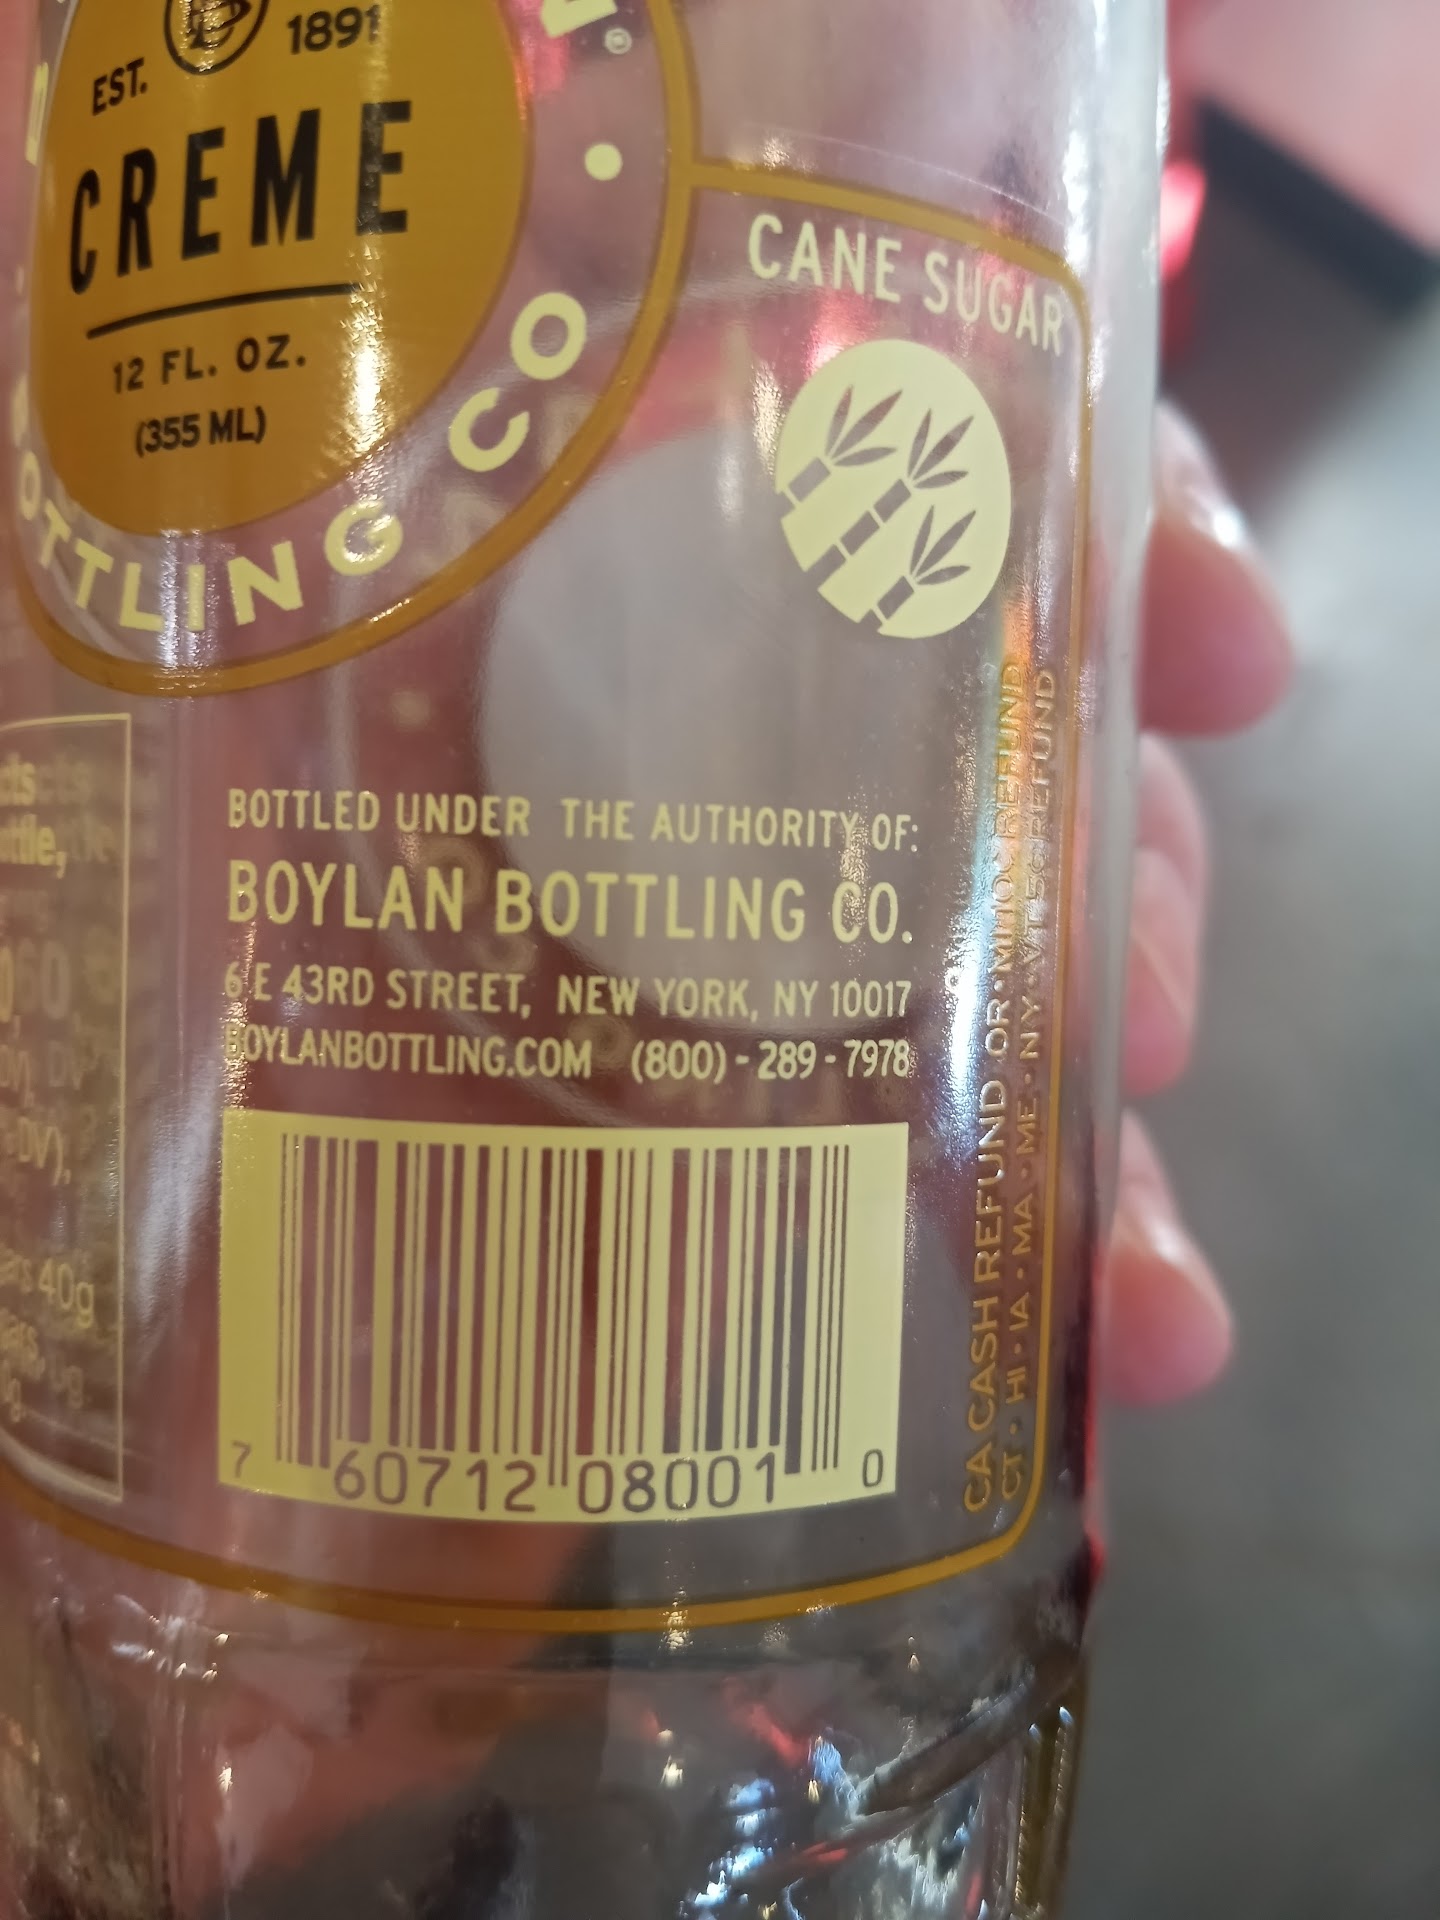 EST. 1891
CREME
12 FL. OZ.
(355 ML)
BOTTLING CO.
CANE SUGAR
BOTTLED UNDER THE AUTHORITY OF:
BOYLAN BOTTLING CO.
6 E 43RD STREET, NEW YORK, NY 10017
BOYLANBOTTLING.COM (800) - 289 - 7978
7 60712 08001 0
CA CASH REFUND OR • MI 10¢ REFUND
CT • HI • IA • MA • ME • NY • VT 5¢ REFUND
40g